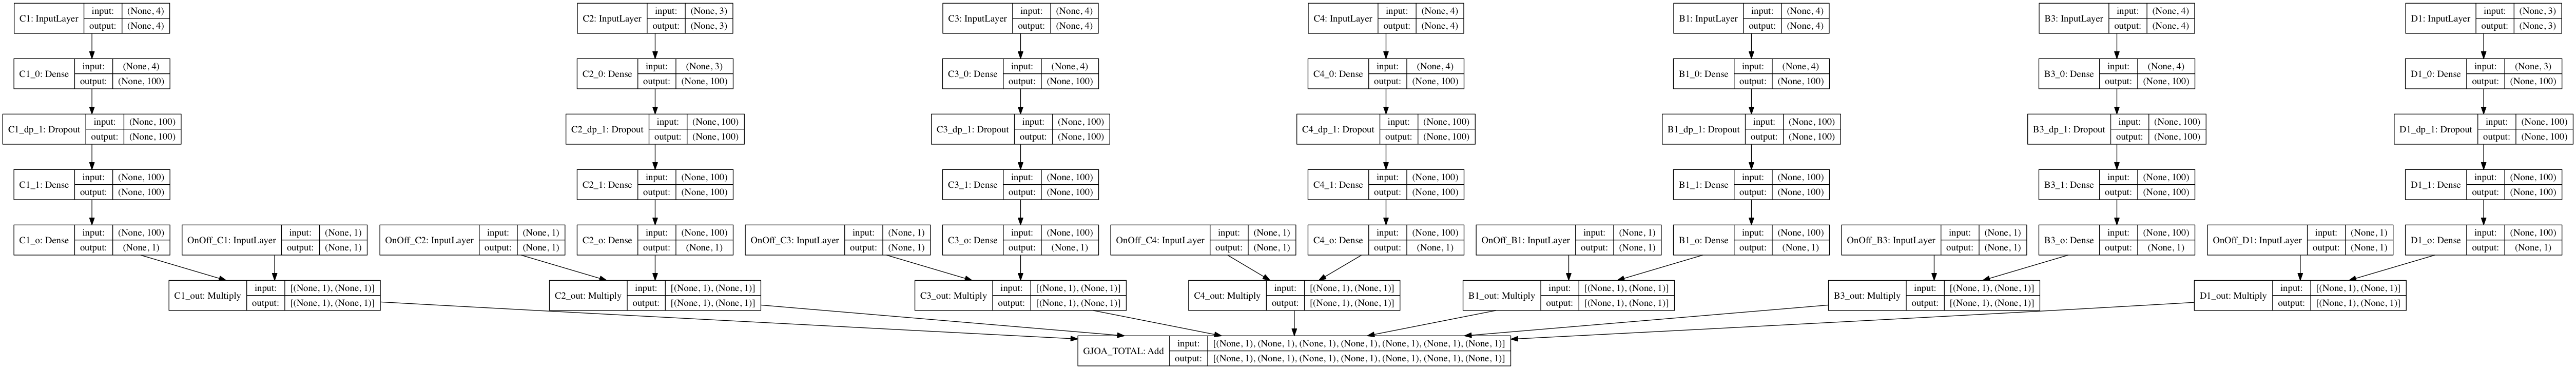 C1: InputLayer input: (None, 4) output: (None, 4)
C2: InputLayer input: (None, 3) output: (None, 3)
C3: InputLayer input: (None, 4) output: (None, 4)
C4: InputLayer input: (None, 4) output: (None, 4)
B1: InputLayer input: (None, 4) output: (None, 4)
B3: InputLayer input: (None, 4) output: (None, 4)
D1: InputLayer input: (None, 3) output: (None, 3)
C1_0: Dense input: (None, 4) output: (None, 100)
C2_0: Dense input: (None, 3) output: (None, 100)
C3_0: Dense input: (None, 4) output: (None, 100)
C4_0: Dense input: (None, 4) output: (None, 100)
B1_0: Dense input: (None, 4) output: (None, 100)
B3_0: Dense input: (None, 4) output: (None, 100)
D1_0: Dense input: (None, 3) output: (None, 100)
C1_dp_1: Dropout input: (None, 100) output: (None, 100)
C2_dp_1: Dropout input: (None, 100) output: (None, 100)
C3_dp_1: Dropout input: (None, 100) output: (None, 100)
C4_dp_1: Dropout input: (None, 100) output: (None, 100)
B1_dp_1: Dropout input: (None, 100) output: (None, 100)
B3_dp_1: Dropout input: (None, 100) output: (None, 100)
D1_dp_1: Dropout input: (None, 100) output: (None, 100)
C1_1: Dense input: (None, 100) output: (None, 100)
C2_1: Dense input: (None, 100) output: (None, 100)
C3_1: Dense input: (None, 100) output: (None, 100)
C4_1: Dense input: (None, 100) output: (None, 100)
B1_1: Dense input: (None, 100) output: (None, 100)
B3_1: Dense input: (None, 100) output: (None, 100)
D1_1: Dense input: (None, 100) output: (None, 100)
C1_o: Dense input: (None, 100) output: (None, 1)
OnOff_C1: InputLayer input: (None, 1) output: (None, 1)
OnOff_C2: InputLayer input: (None, 1) output: (None, 1)
C2_o: Dense input: (None, 100) output: (None, 1)
OnOff_C3: InputLayer input: (None, 1) output: (None, 1)
C3_o: Dense input: (None, 100) output: (None, 1)
OnOff_C4: InputLayer input: (None, 1) output: (None, 1)
C4_o: Dense input: (None, 100) output: (None, 1)
OnOff_B1: InputLayer input: (None, 1) output: (None, 1)
B1_o: Dense input: (None, 100) output: (None, 1)
OnOff_B3: InputLayer input: (None, 1) output: (None, 1)
B3_o: Dense input: (None, 100) output: (None, 1)
OnOff_D1: InputLayer input: (None, 1) output: (None, 1)
D1_o: Dense input: (None, 100) output: (None, 1)
C1_out: Multiply input: [(None, 1), (None, 1)] output: [(None, 1), (None, 1)]
C2_out: Multiply input: [(None, 1), (None, 1)] output: [(None, 1), (None, 1)]
C3_out: Multiply input: [(None, 1), (None, 1)] output: [(None, 1), (None, 1)]
C4_out: Multiply input: [(None, 1), (None, 1)] output: [(None, 1), (None, 1)]
B1_out: Multiply input: [(None, 1), (None, 1)] output: [(None, 1), (None, 1)]
B3_out: Multiply input: [(None, 1), (None, 1)] output: [(None, 1), (None, 1)]
D1_out: Multiply input: [(None, 1), (None, 1)] output: [(None, 1), (None, 1)]
GJOA_TOTAL: Add input: [(None, 1), (None, 1), (None, 1), (None, 1), (None, 1), (None, 1), (None, 1)] output: [(None, 1), (None, 1), (None, 1), (None, 1), (None, 1), (None, 1), (None, 1)]